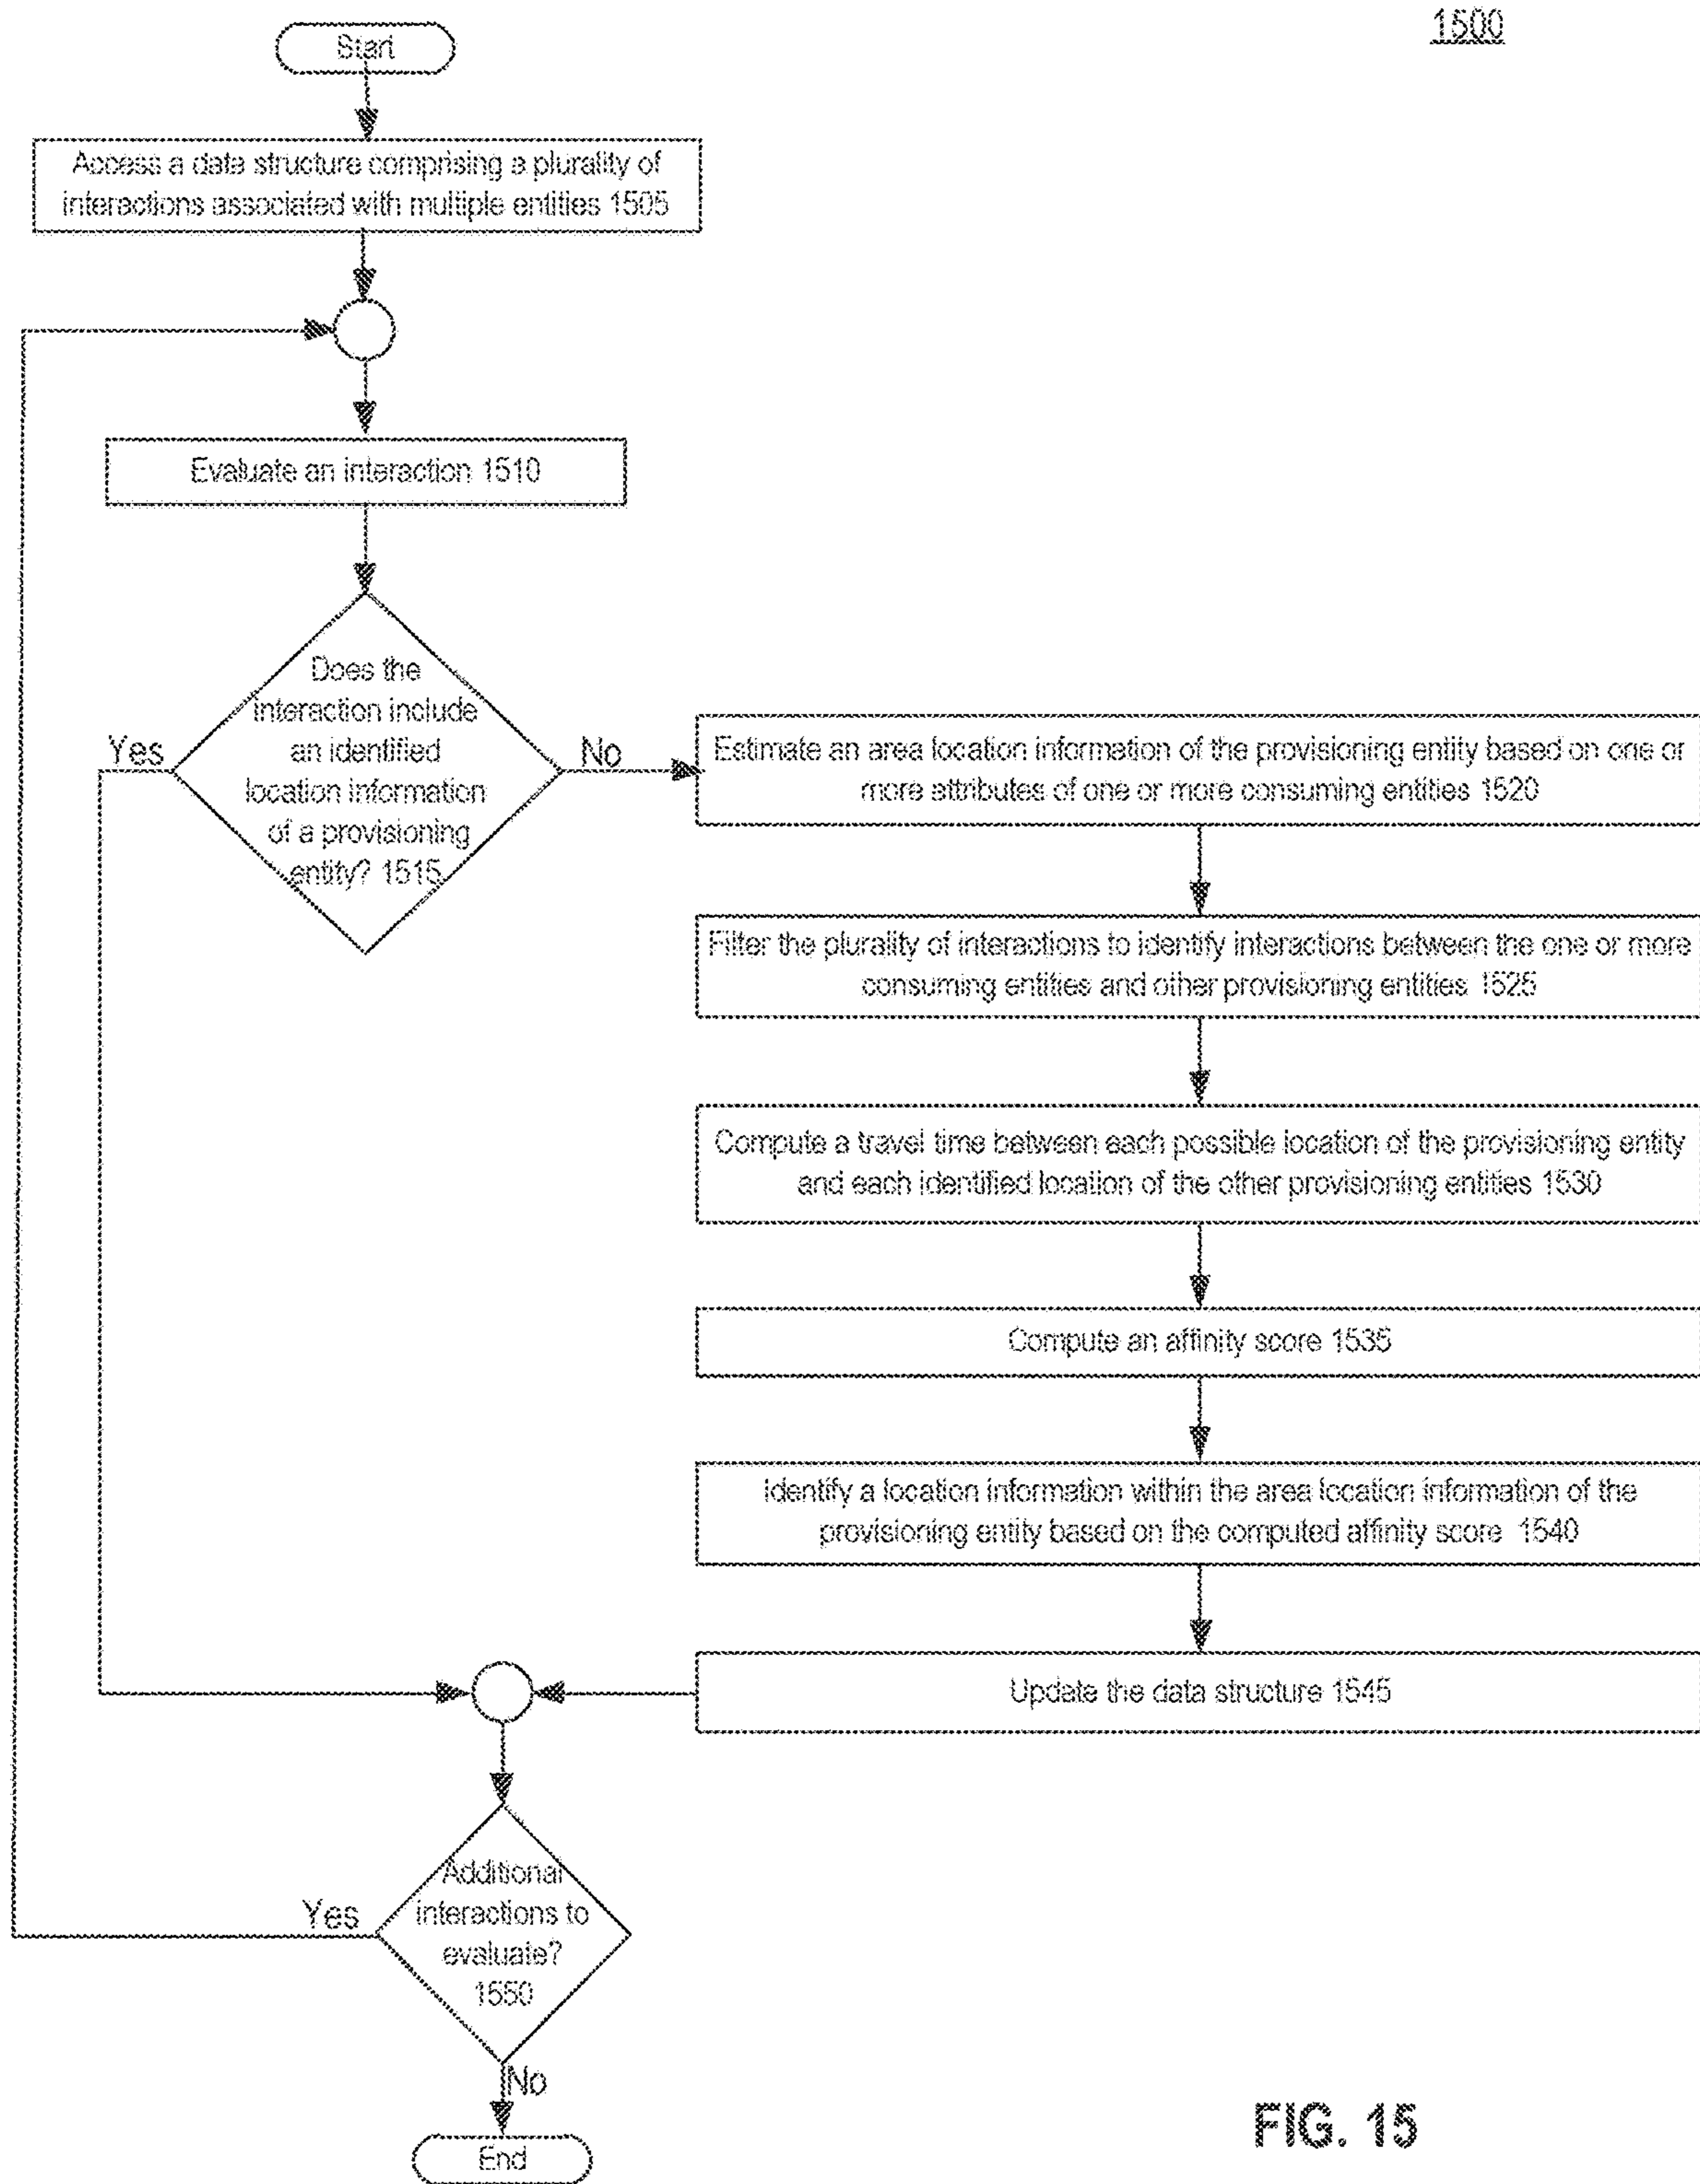 1500
Start
Access a data structure comprising a plurality of
interactions associated with multiple entities 1505
Evaluate an interaction 1510
Does the
interaction include
an identified
location information
of a provisioning
entity? 1515
Yes
No
Estimate an area location information of the provisioning entity based on one or
more attributes of one or more consuming entities 1520
Filter the plurality of interactions to identify interactions between the one or more
consuming entities and other provisioning entities 1525
Compute a travel time between each possible location of the provisioning entity
and each identified location of the other provisioning entities 1530
Compute an affinity score 1535
Identify a location information within the area location information of the
provisioning entity based on the computed affinity score 1540
Update the data structure 1545
Additional
interactions to
evaluate?
1550
Yes
No
End
FIG. 15